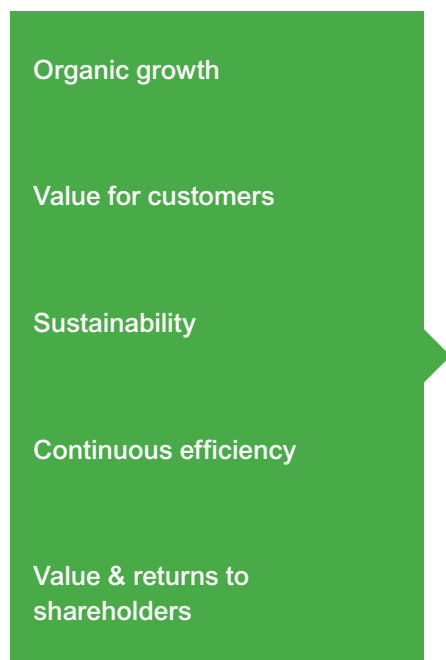 Organic growth
Value for customers
Sustainability
Continuous efficiency
Value & returns to
shareholders